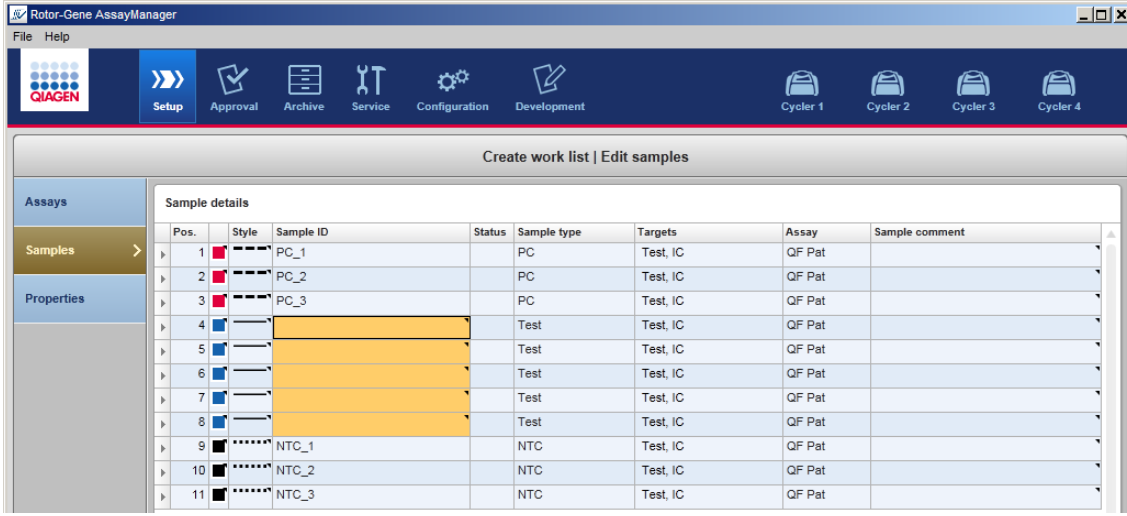 Rotor-Gene AssayManager
File Help
QIAGEN
Setup Approval Archive Service Configuration Development Cycler 1 Cycler 2 Cycler 3 Cycler 4
Create work list | Edit samples
Assays
Samples
Properties
Sample details
Pos. Style Sample ID Status Sample type Targets Assay Sample comment
1 PC_1 PC Test, IC QF Pat
2 PC_2 PC Test, IC QF Pat
3 PC_3 PC Test, IC QF Pat
4 Test Test, IC QF Pat
5 Test Test, IC QF Pat
6 Test Test, IC QF Pat
7 Test Test, IC QF Pat
8 Test Test, IC QF Pat
9 NTC_1 NTC Test, IC QF Pat
10 NTC_2 NTC Test, IC QF Pat
11 NTC_3 NTC Test, IC QF Pat